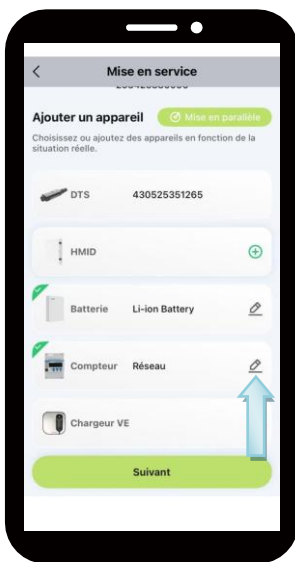 Mise en service
Ajouter un appareil
Mise en parallèle
Choisissez ou ajoutez des appareils en fonction de la
situation réelle.
DTS 430525351265
HMID
Batterie Li-ion Battery
Compteur Réseau
Chargeur VE
Suivant